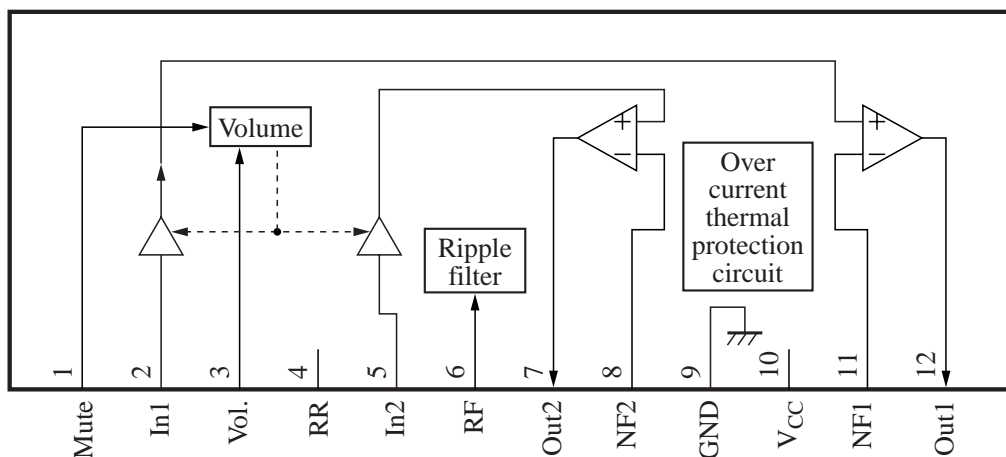 Volume
+
−
+
−
Over
current
thermal
protection
circuit
Ripple
filter
1 2 3 4 5 6 7 8 9 10 11 12
Mute In1 Vol. RR In2 RF Out2 NF2 GND VCC NF1 Out1